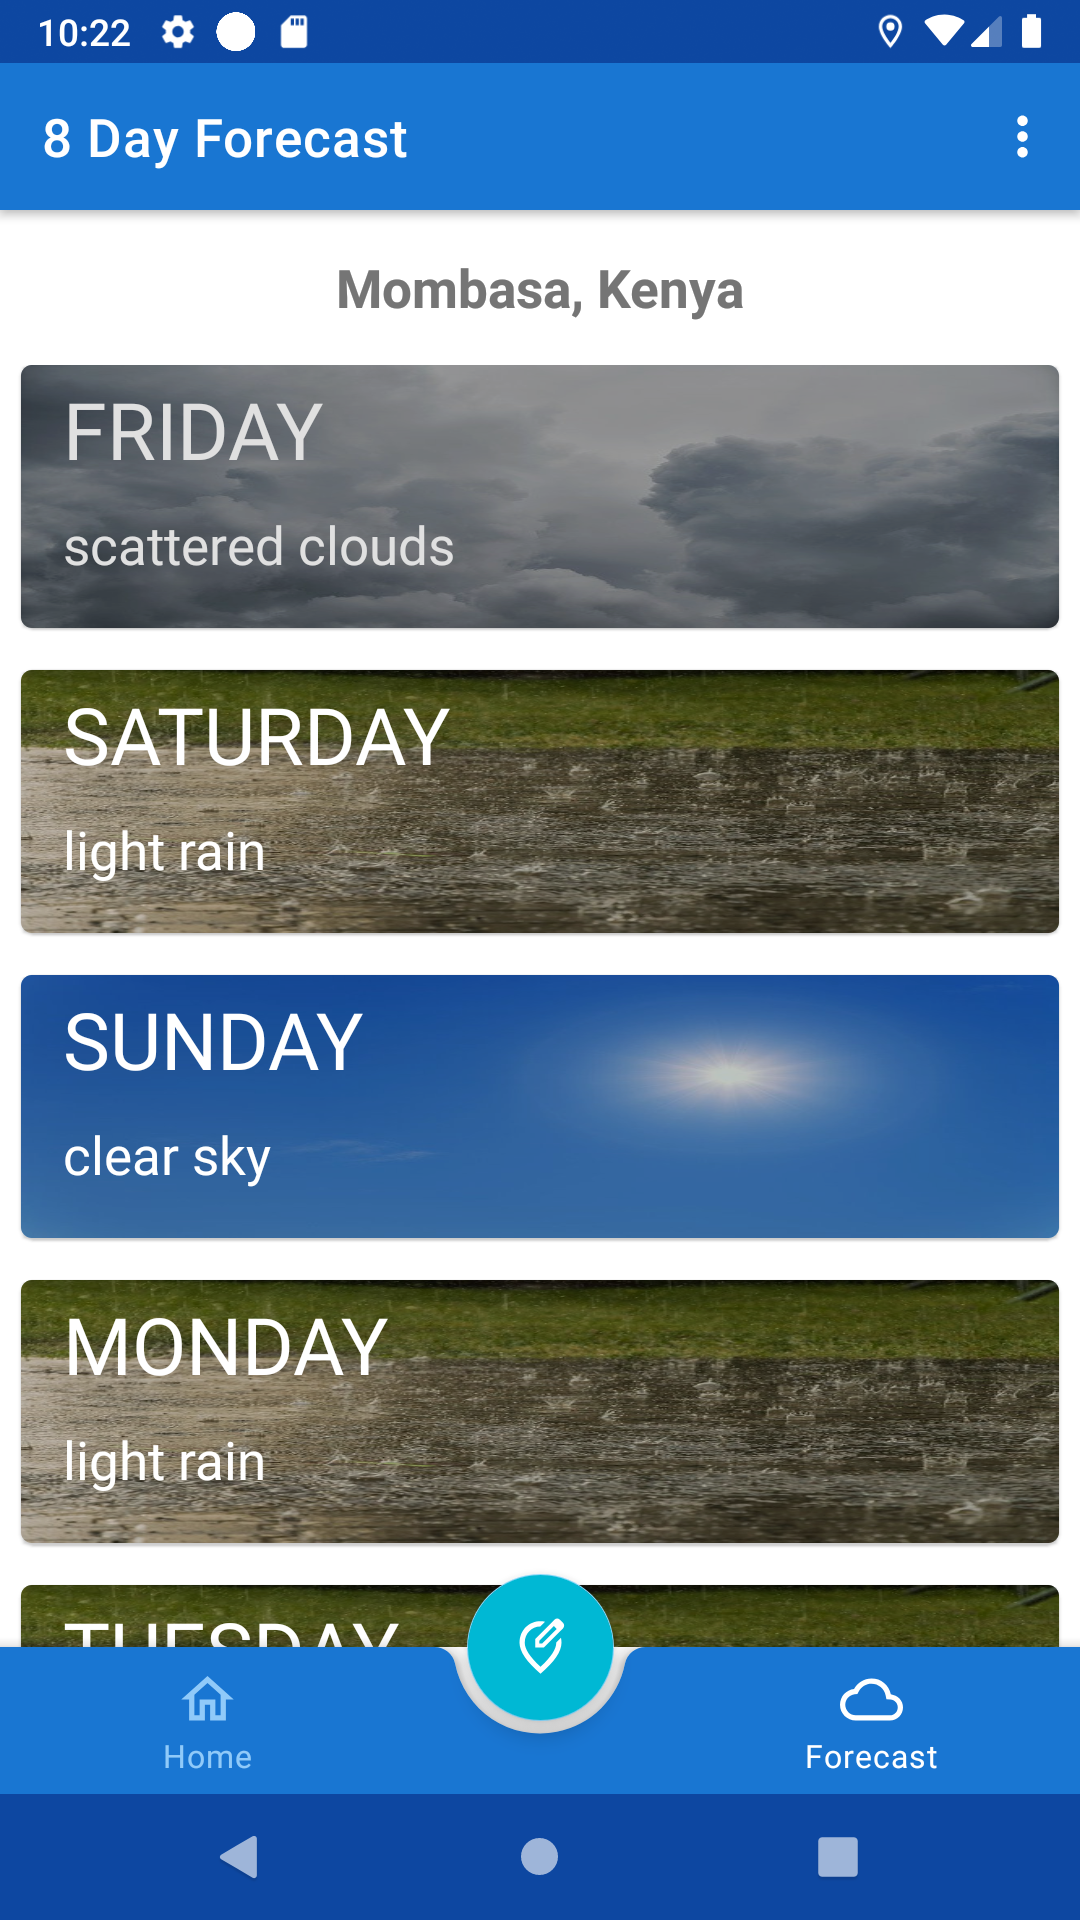 10:22
8 Day Forecast
Mombasa, Kenya
FRIDAY
scattered clouds
SATURDAY
light rain
SUNDAY
clear sky
MONDAY
light rain
TUESDAY
Home
Forecast